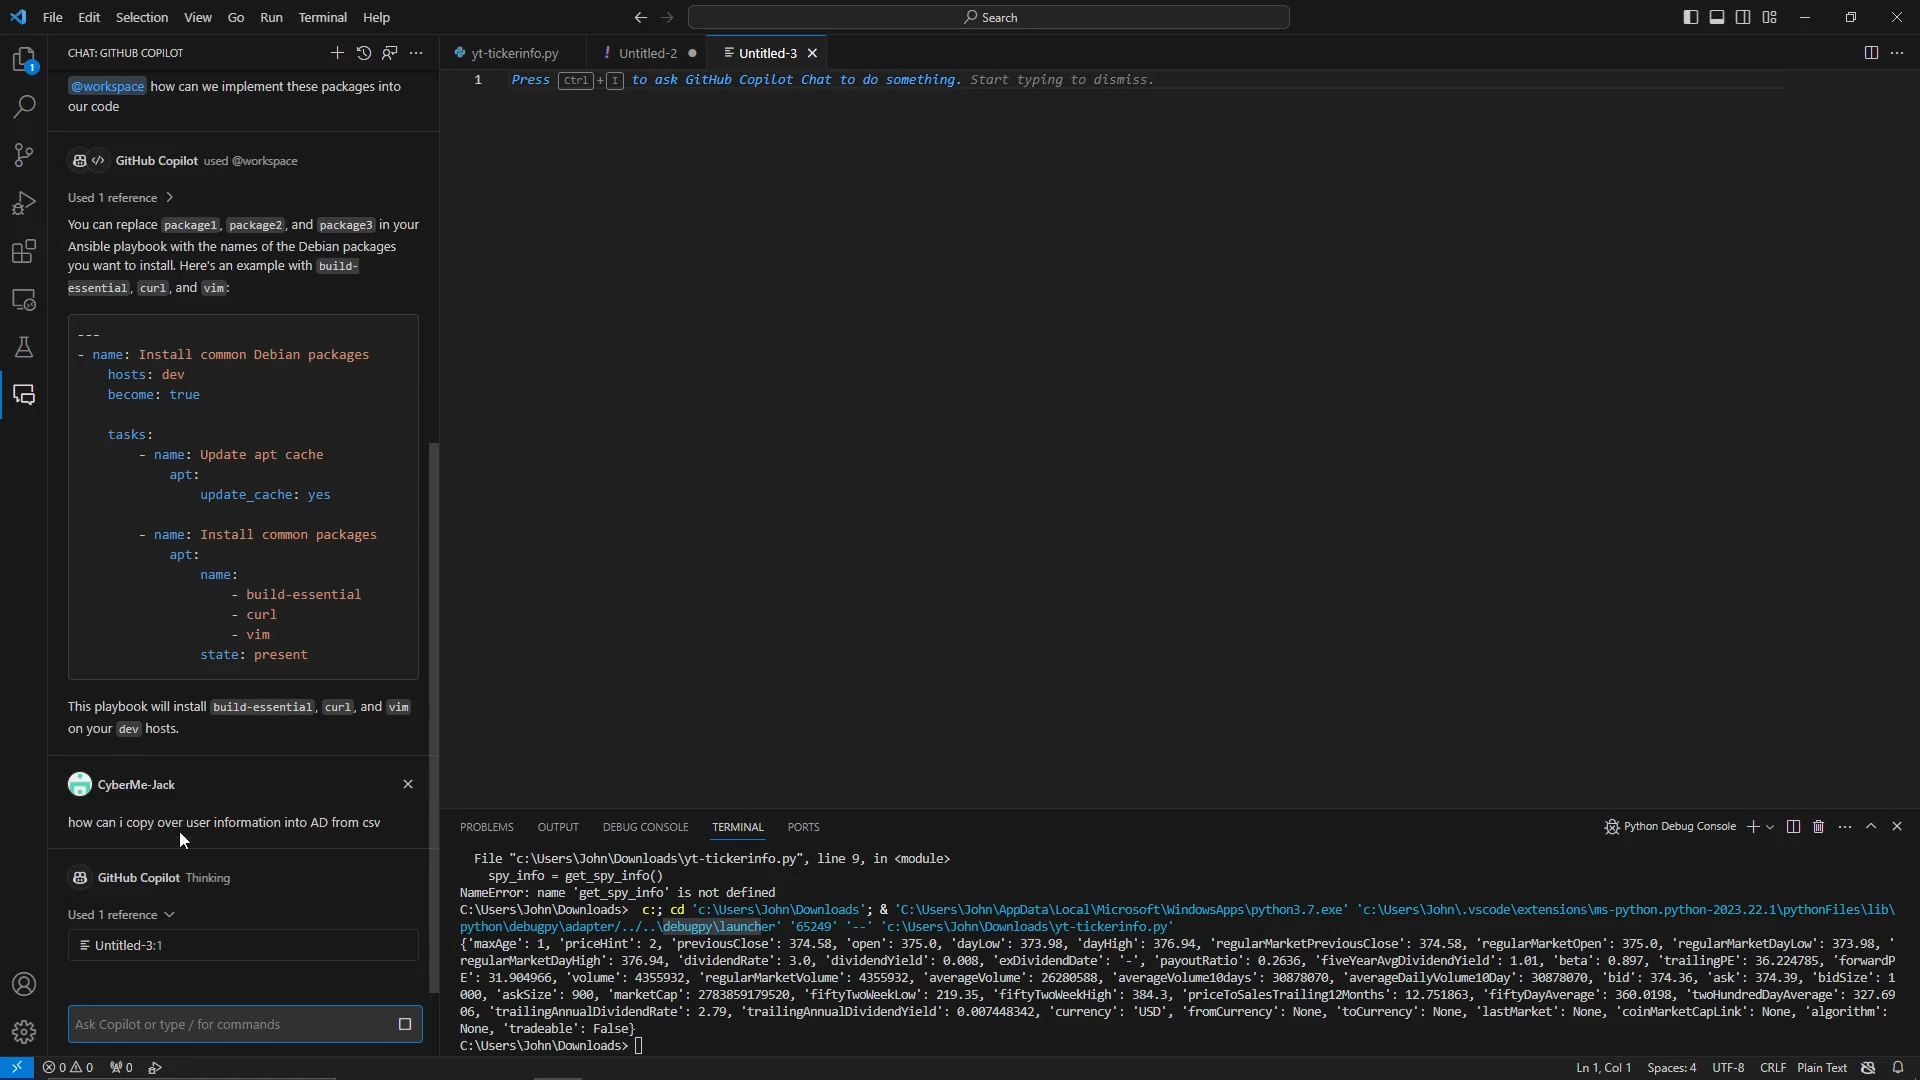 File Edit Selection View Go Run Terminal Help
Search
CHAT: GITHUB COPILOT
yt-tickerinfo.py
! Untitled-2
Untitled-3
1
@workspace how can we implement these packages into
our code
1 Press Ctrl+I to ask GitHub Copilot Chat to do something. Start typing to dismiss.
GitHub Copilot used @workspace
Used 1 reference
You can replace package1, package2, and package3 in your
Ansible playbook with the names of the Debian packages
you want to install. Here's an example with build-
essential, curl, and vim:
---
- name: Install common Debian packages
hosts: dev
become: true
tasks:
- name: Update apt cache
apt:
update_cache: yes
- name: Install common packages
apt:
name:
- build-essential
- curl
- vim
state: present
This playbook will install build-essential, curl, and vim
on your dev hosts.
CyberMe-Jack
how can i copy over user information into AD from csv
GitHub Copilot Thinking
Used 1 reference
Untitled-3:1
Ask Copilot or type / for commands
PROBLEMS OUTPUT DEBUG CONSOLE TERMINAL PORTS
Python Debug Console
File "c:\Users\John\Downloads\yt-tickerinfo.py", line 9, in <module>
spy_info = get_spy_info()
NameError: name 'get_spy_info' is not defined
C:\Users\John\Downloads> c:; cd 'c:\Users\John\Downloads'; & 'C:\Users\John\AppData\Local\Microsoft\WindowsApps\python3.7.exe' 'c:\Users\John\.vscode\extensions\ms-python.python-2023.22.1\pythonFiles\lib\
python\debugpy\adapter/../..\debugpy\launcher' '65249' '--' 'c:\Users\John\Downloads\yt-tickerinfo.py'
{'maxAge': 1, 'priceHint': 2, 'previousClose': 374.58, 'open': 375.0, 'dayLow': 373.98, 'dayHigh': 376.94, 'regularMarketPreviousClose': 374.58, 'regularMarketOpen': 375.0, 'regularMarketDayLow': 373.98, '
regularMarketDayHigh': 376.94, 'dividendRate': 3.0, 'dividendYield': 0.008, 'exDividendDate': '-', 'payoutRatio': 0.2636, 'fiveYearAvgDividendYield': 1.01, 'beta': 0.897, 'trailingPE': 36.224785, 'forwardP
E': 31.904966, 'volume': 4355932, 'regularMarketVolume': 4355932, 'averageVolume': 26280588, 'averageVolume10days': 30878070, 'averageDailyVolume10Day': 30878070, 'bid': 374.36, 'ask': 374.39, 'bidSize': 1
000, 'askSize': 900, 'marketCap': 2783859179520, 'fiftyTwoWeekLow': 219.35, 'fiftyTwoWeekHigh': 384.3, 'priceToSalesTrailing12Months': 12.751863, 'fiftyDayAverage': 360.0198, 'twoHundredDayAverage': 327.69
06, 'trailingAnnualDividendRate': 2.79, 'trailingAnnualDividendYield': 0.007448342, 'currency': 'USD', 'fromCurrency': None, 'toCurrency': None, 'lastMarket': None, 'coinMarketCapLink': None, 'algorithm':
None, 'tradeable': False}
C:\Users\John\Downloads>
0 0 0
Ln 1, Col 1 Spaces: 4 UTF-8 CRLF Plain Text